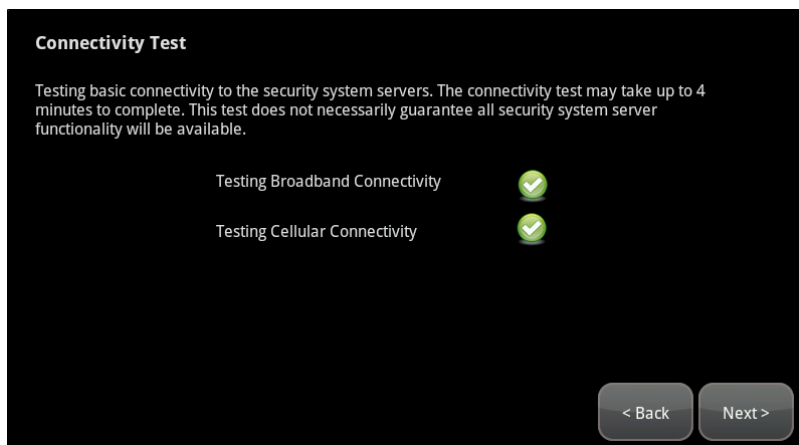 Connectivity Test
Testing basic connectivity to the security system servers. The connectivity test may take up to 4
minutes to complete. This test does not necessarily guarantee all security system server
functionality will be available.
Testing Broadband Connectivity
Testing Cellular Connectivity
< Back Next >